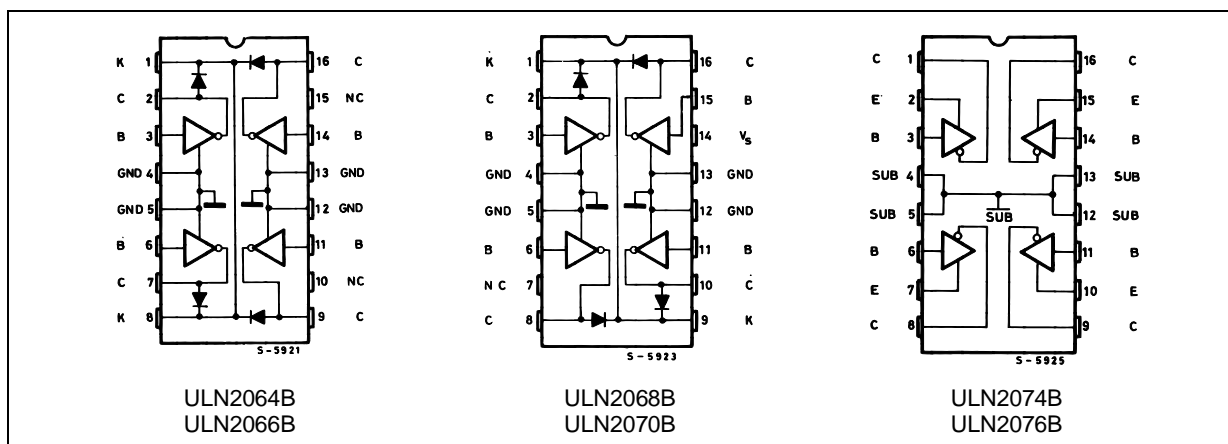 K 1 16 C
C 2 15 NC
B 3 14 B
GND 4 13 GND
GND 5 12 GND
B 6 11 B
C 7 10 NC
K 8 9 C
S-5921
ULN2064B
ULN2066B
K 1 16 C
C 2 15 B
B 3 14 Vs
GND 4 13 GND
GND 5 12 GND
B 6 11 B
NC 7 10 C
C 8 9 K
S-5923
ULN2068B
ULN2070B
C 1 16 C
E 2 15 E
B 3 14 B
SUB 4 13 SUB
SUB
SUB 5 12 SUB
B 6 11 B
E 7 10 E
C 8 9 C
S-5925
ULN2074B
ULN2076B